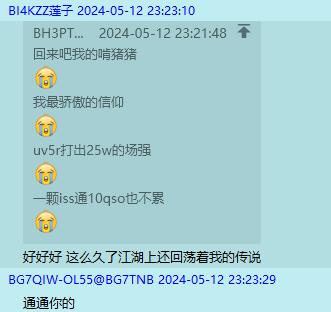 BI4KZZ莲子 2024-05-12 23:23:10
BH3PT... 2024-05-12 23:21:48
回来吧我的啃猪猪
我最骄傲的信仰
uv5r打出25w的场强
一颗iss通10qso也不累
好好好 这么久了江湖上还回荡着我的传说
BG7QIW-OL55@BG7TNB 2024-05-12 23:23:29
通通你的